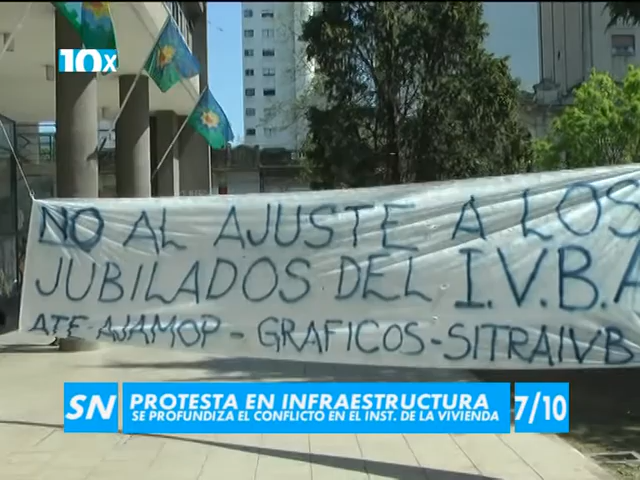 10x
NO AL AJUSTE A LOS
JUBILADOS DEL I.V.B.A
ATE-AJAMOP-GRAFICOS-SITRAIVB
SN
PROTESTA EN INFRAESTRUCTURA
SE PROFUNDIZA EL CONFLICTO EN EL INST. DE LA VIVIENDA
7/10